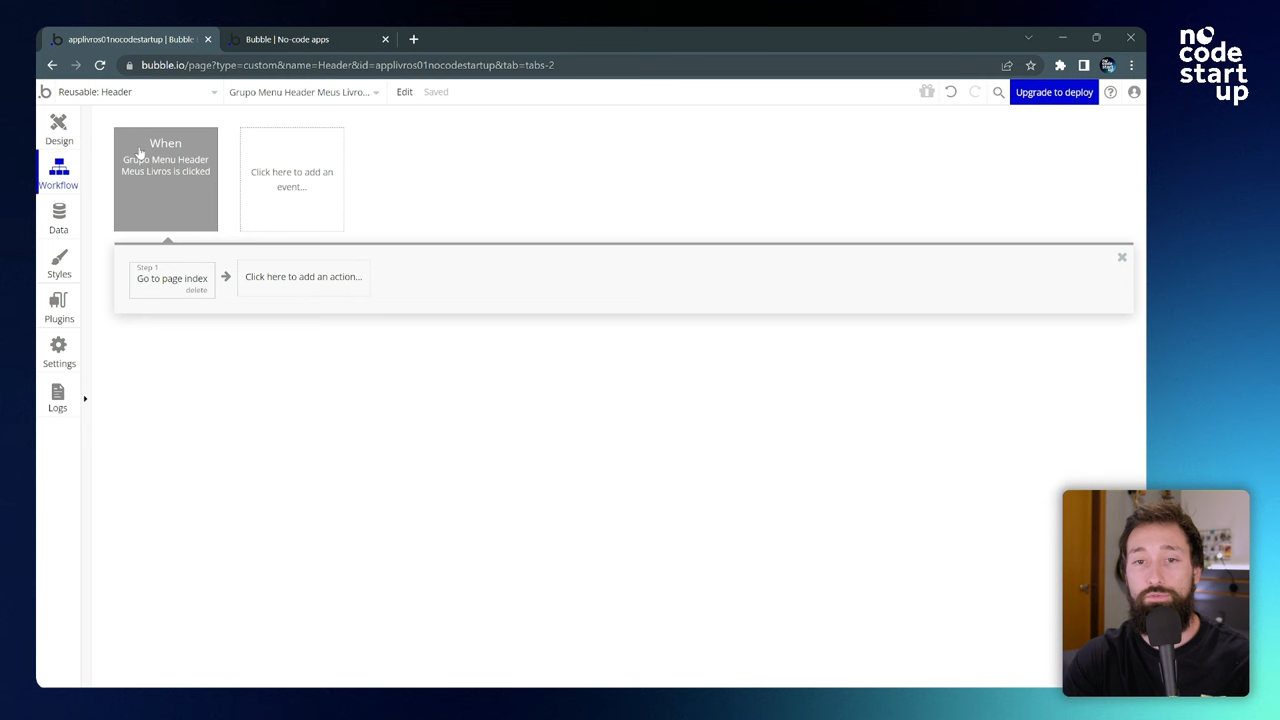 applivros01nocodestartup | Bubble
Bubble | No-code apps
bubble.io/page?type=custom&name=Header&id=applivros01nocodestartup&tab=tabs-2
Reusable: Header
Grupo Menu Header Meus Livro...
Edit
Saved
Upgrade to deploy
Design
Workflow
Data
Styles
Plugins
Settings
Logs
When
Grupo Menu Header
Meus Livros is clicked
Click here to add an
event...
Step 1
Go to page index
delete
Click here to add an action...
no
code
start
up